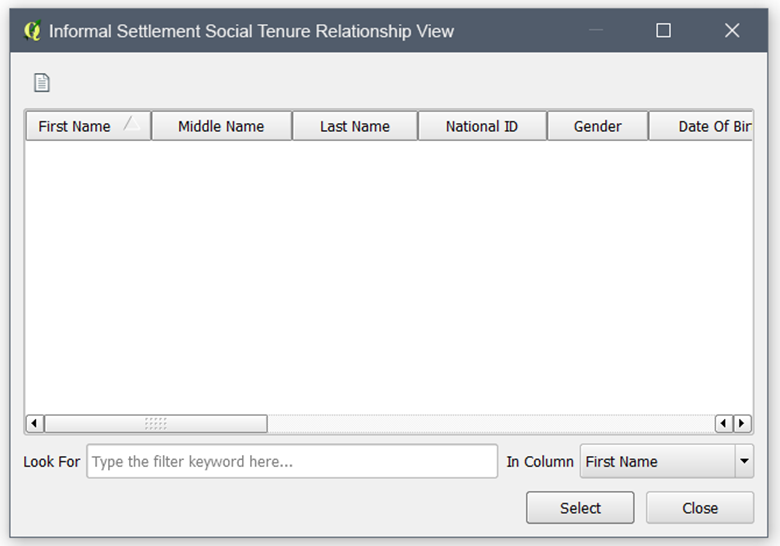 Informal Settlement Social Tenure Relationship View
First Name Middle Name Last Name National ID Gender Date Of Bir
Look For Type the filter keyword here... In Column First Name
Select Close